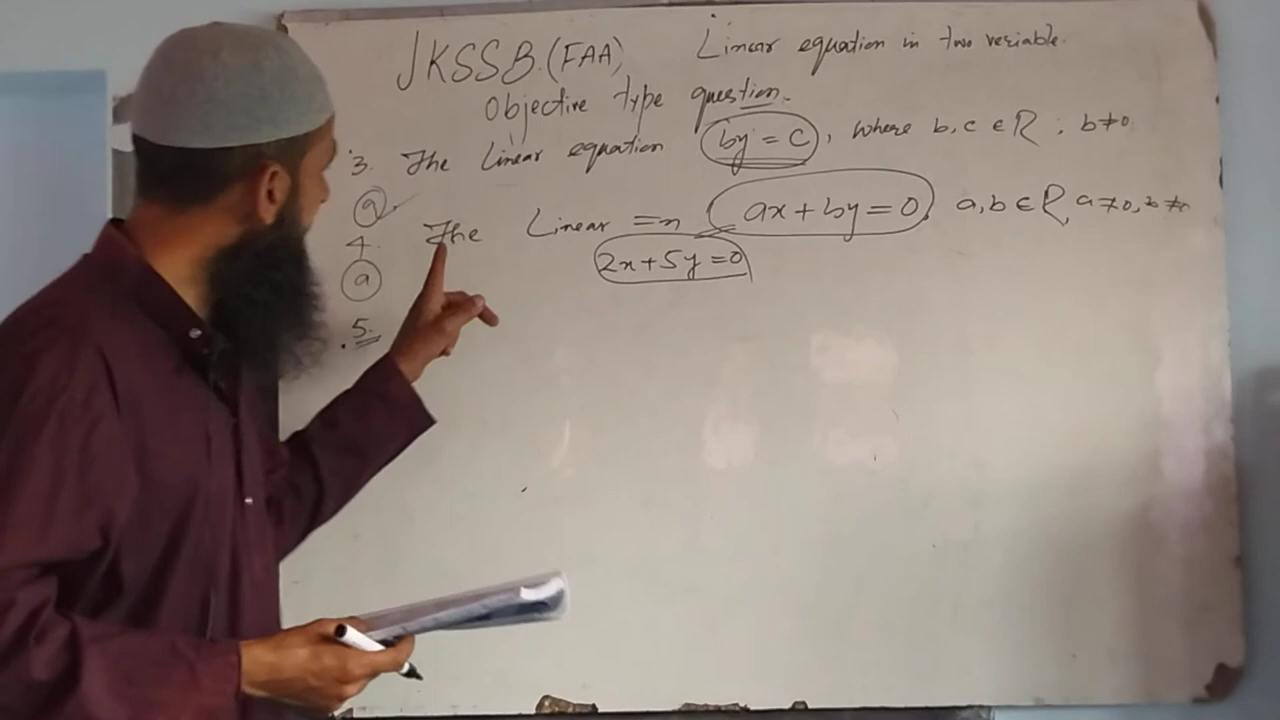 JKSSB (FAA) Linear equation in two veriable.
Objective type question.
3. The linear equation by = c, where b, c ∈ R ; b≠0
a
4. The Linear =n ax + by = 0, a, b ∈ R, a ≠0, b ≠0
a 2x + 5y = 0
5.